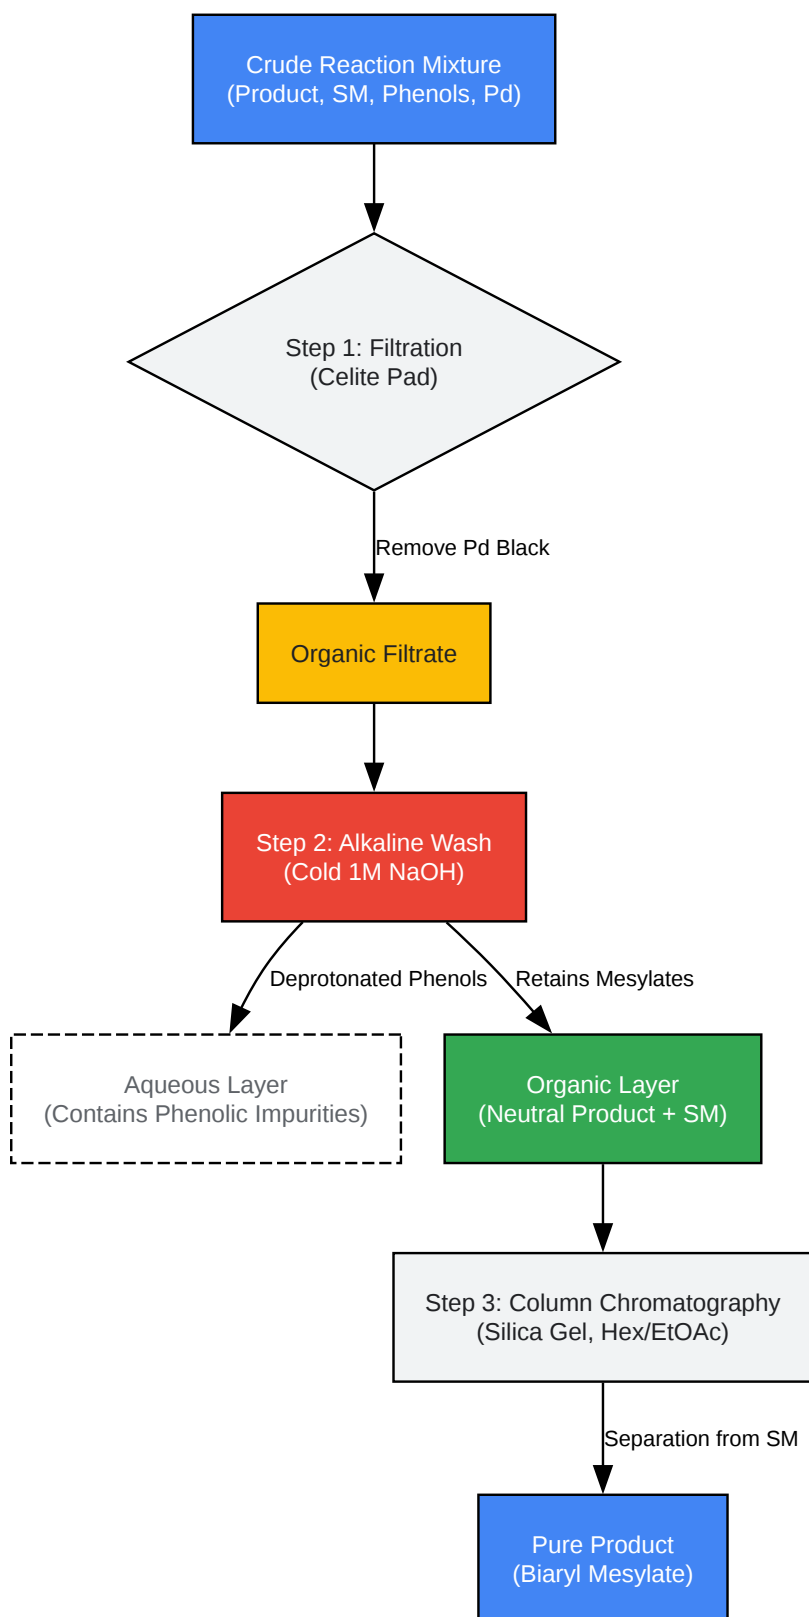 Crude Reaction Mixture
(Product, SM, Phenols, Pd)
Step 1: Filtration
(Celite Pad)
Remove Pd Black
Organic Filtrate
Step 2: Alkaline Wash
(Cold 1M NaOH)
Deprotonated Phenols
Retains Mesylates
Aqueous Layer
(Contains Phenolic Impurities)
Organic Layer
(Neutral Product + SM)
Step 3: Column Chromatography
(Silica Gel, Hex/EtOAc)
Separation from SM
Pure Product
(Biaryl Mesylate)